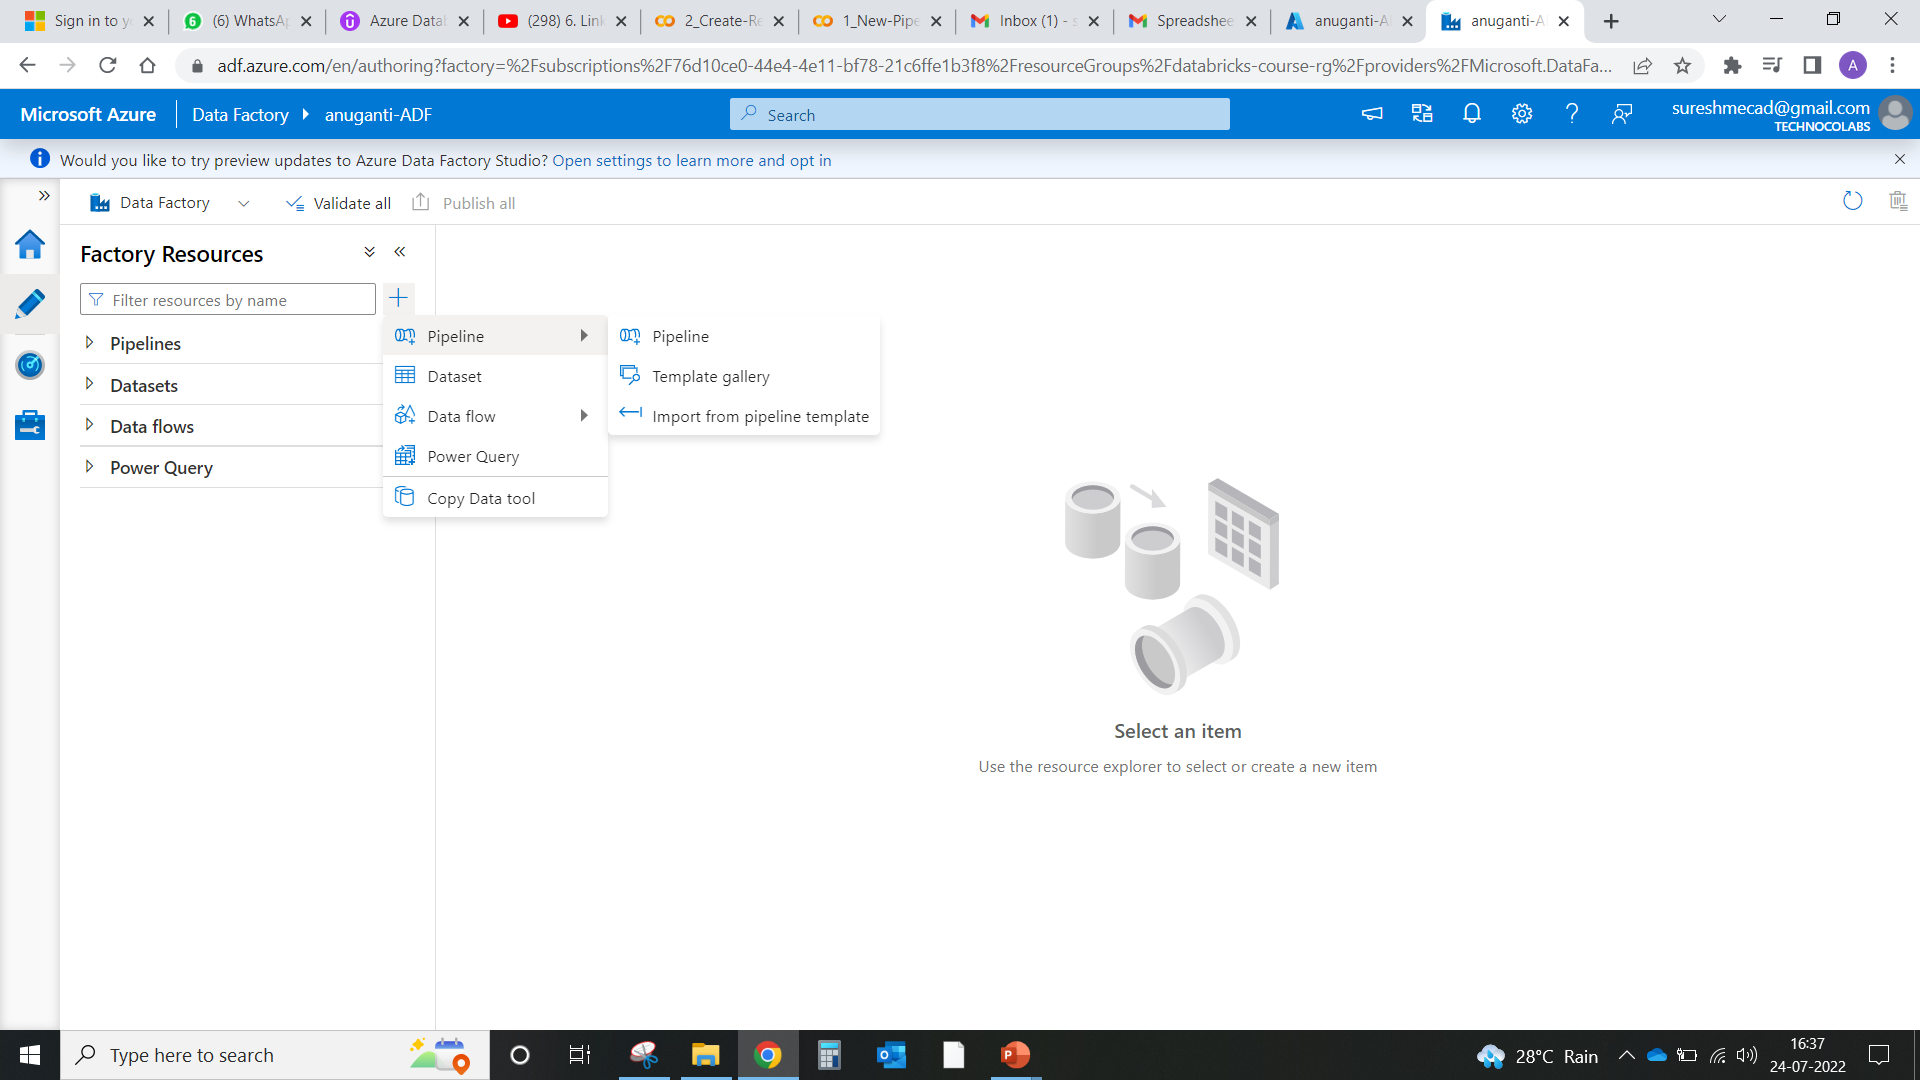 Sign in to yo
(6) WhatsAp
Azure Datab
(298) 6. Link
2_Create-Re
1_New-Pipe
Inbox (1) - s
Spreadshee
anuganti-A
anuganti-A
adf.azure.com/en/authoring?factory=%2Fsubscriptions%2F76d10ce0-44e4-4e11-bf78-21c6ffe1b3f8%2FresourceGroups%2Fdatabricks-course-rg%2Fproviders%2FMicrosoft.DataFa...
A
Microsoft Azure
Data Factory
anuganti-ADF
Search
sureshmecad@gmail.com
TECHNOCOLABS
Would you like to try preview updates to Azure Data Factory Studio? Open settings to learn more and opt in
Data Factory
Validate all
Publish all
Factory Resources
Filter resources by name
Pipelines
Datasets
Data flows
Power Query
Pipeline
Dataset
Data flow
Power Query
Copy Data tool
Pipeline
Template gallery
Import from pipeline template
Select an item
Use the resource explorer to select or create a new item
Type here to search
28°C Rain
16:37
24-07-2022